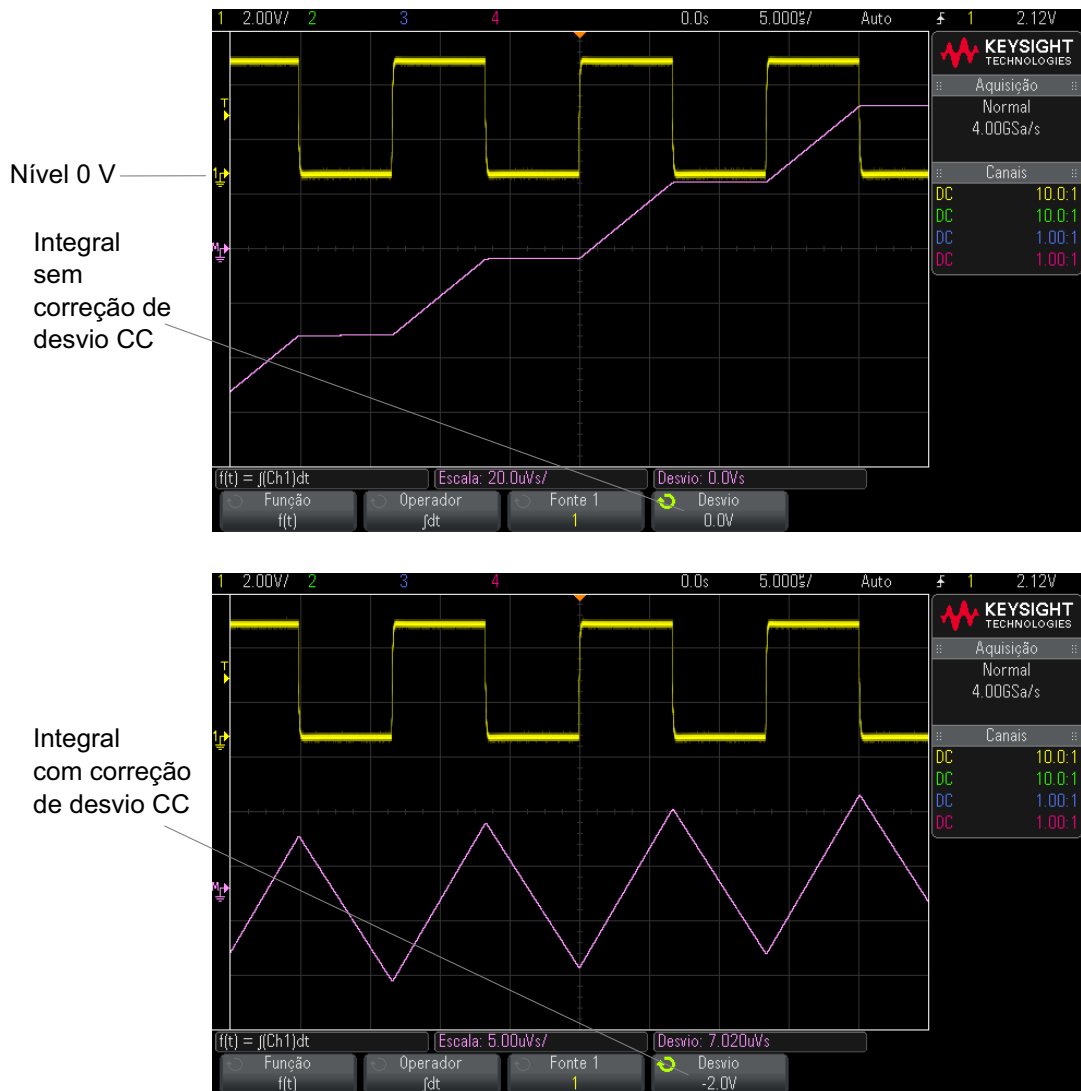 1 2.00V/ 2 3 4 0.0s 5.000µs/ Auto 1 2.12V
KEYSIGHT
TECHNOLOGIES
Aquisição
Normal
4.00GSa/s
Canais
DC 10.0:1
DC 10.0:1
DC 1.00:1
DC 1.00:1
T
Nível 0 V
1
M
Integral
sem
correção de
desvio CC
f(t) = ∫(Ch1)dt Escala: 20.0uVs/ Desvio: 0.0Vs
Função Operador Fonte 1 Desvio
f(t) ∫dt 1 0.0V
1 2.00V/ 2 3 4 0.0s 5.000µs/ Auto 1 2.12V
KEYSIGHT
TECHNOLOGIES
Aquisição
Normal
4.00GSa/s
Canais
DC 10.0:1
DC 10.0:1
DC 1.00:1
DC 1.00:1
T
1
M
Integral
com correção
de desvio CC
f(t) = ∫(Ch1)dt Escala: 5.00uVs/ Desvio: 7.020uVs
Função Operador Fonte 1 Desvio
f(t) ∫dt 1 -2.0V